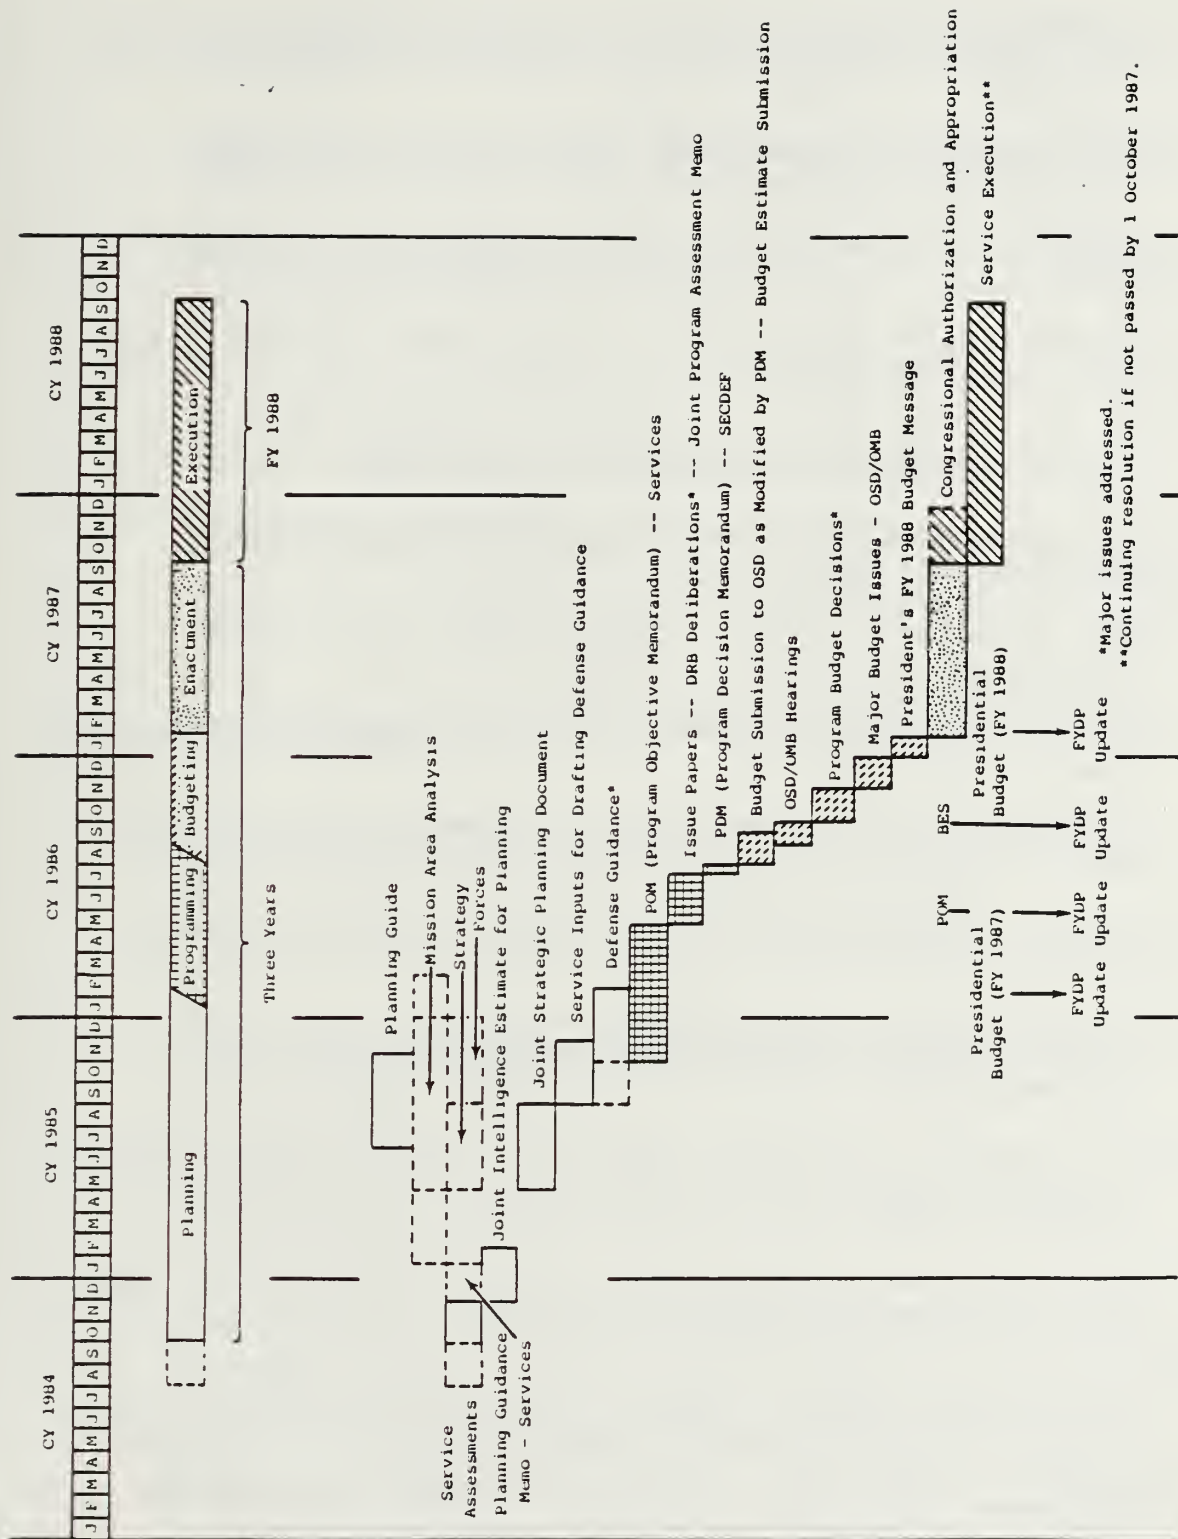 CY 1984
CY 1985
CY 1986
CY 1987
CY 1988
J F M A M J J A S O N D J F M A M J J A S O N D J F M A M J J A S O N D J F M A M J J A S O N D J F M A M J J A S O N D
Planning
Programming
Budgeting
Enactment
Execution
Three Years
FY 1988
Planning Guide
Mission Area Analysis
Strategy
Forces
Service
Assessments
Planning Guidance
Memo - Services
Joint Intelligence Estimate for Planning
Joint Strategic Planning Document
Service Inputs for Drafting Defense Guidance
Defense Guidance*
POM (Program Objective Memorandum) -- Services
Issue Papers -- DRB Deliberations* -- Joint Program Assessment Memo
PDM (Program Decision Memorandum) -- SECDEF
Budget Submission to OSD as Modified by PDM -- Budget Estimate Submission
OSD/OMB Hearings
Program Budget Decisions*
Major Budget Issues - OSD/OMB
President's FY 1988 Budget Message
Congressional Authorization and Appropriation
Service Execution**
Presidential
Budget (FY 1987)
POM
BES
Presidential
Budget (FY 1988)
FYDP
Update
FYDP
Update
FYDP
Update
FYDP
Update
*Major issues addressed.
**Continuing resolution if not passed by 1 October 1987.